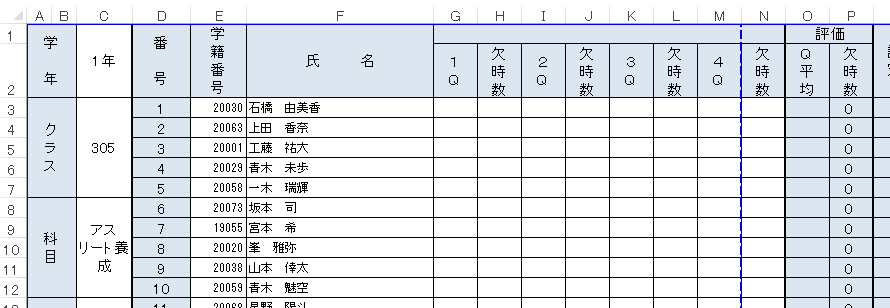 A B C D E F G H I J K L M N O P
1 学年 1年 番号 学籍番号 氏　名 評価
2 1Q 欠時数 2Q 欠時数 3Q 欠時数 4Q 欠時数 Q平均 欠時数
3 クラス 305 1 20030 石橋　由美香 0
4 2 20063 上田　香奈 0
5 3 20001 工藤　祐大 0
6 4 20029 青木　未歩 0
7 5 20058 一木　瑞輝 0
8 科目 アスリート養成 6 20073 坂本　司 0
9 7 19055 宮本　希 0
10 8 20020 峯　雅弥 0
11 9 20038 山本　倖太 0
12 10 20059 青木　魅空 0